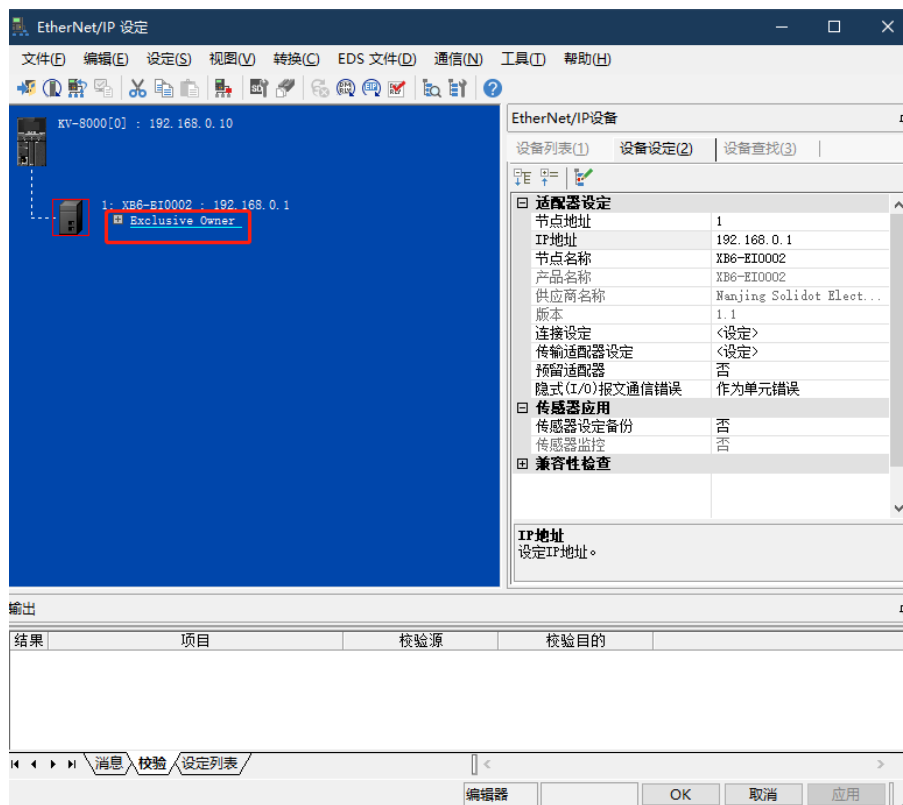 EtherNet/IP 设定
文件(F) 编辑(E) 设定(S) 视图(V) 转换(C) EDS 文件(D) 通信(N) 工具(T) 帮助(H)
KV-8000[0] : 192.168.0.10
1: XB6-EI0002 : 192.168.0.1
Exclusive Owner
EtherNet/IP设备
设备列表(1) 设备设定(2) 设备查找(3)
适配器设定
节点地址 1
IP地址 192.168.0.1
节点名称 XB6-EI0002
产品名称 XB6-EI0002
供应商名称 Nanjing Solidot Elect...
版本 1.1
连接设定 <设定>
传输适配器设定 <设定>
预留适配器 否
隐式(I/O)报文通信错误 作为单元错误
传感器应用
传感器设定备份 否
传感器监控 否
兼容性检查
IP地址
设定IP地址。
输出
结果 项目 校验源 校验目的
消息 校验 设定列表
编辑器 OK 取消 应用